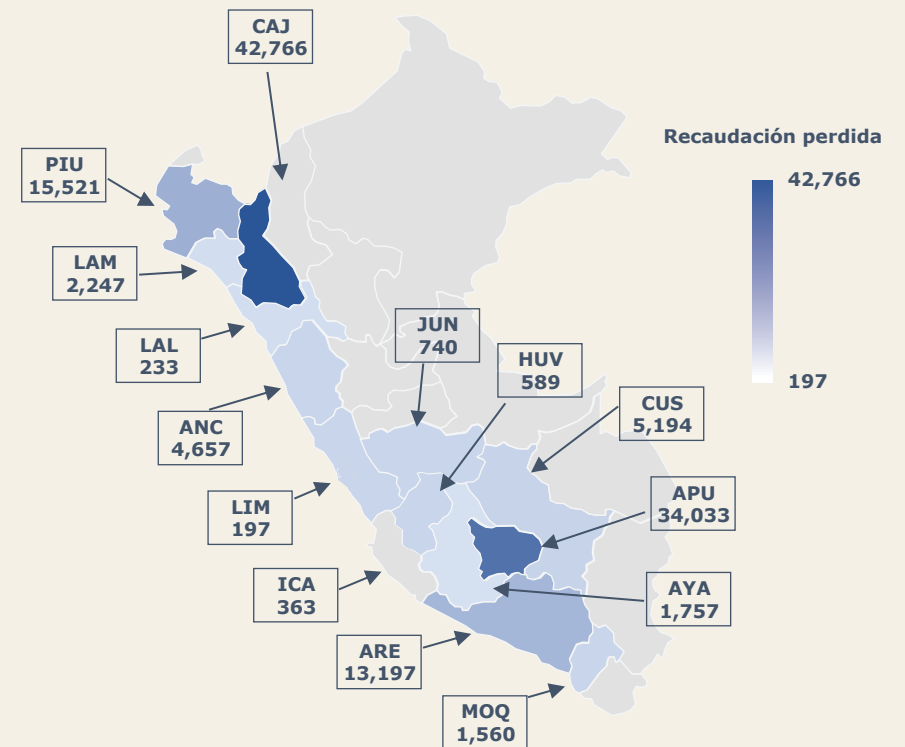 CAJ
42,766
Recaudación perdida
PIU
15,521
42,766
LAM
2,247
JUN
740
LAL
233
HUV
589
197
CUS
5,194
ANC
4,657
APU
34,033
LIM
197
ICA
363
AYA
1,757
ARE
13,197
MOQ
1,560